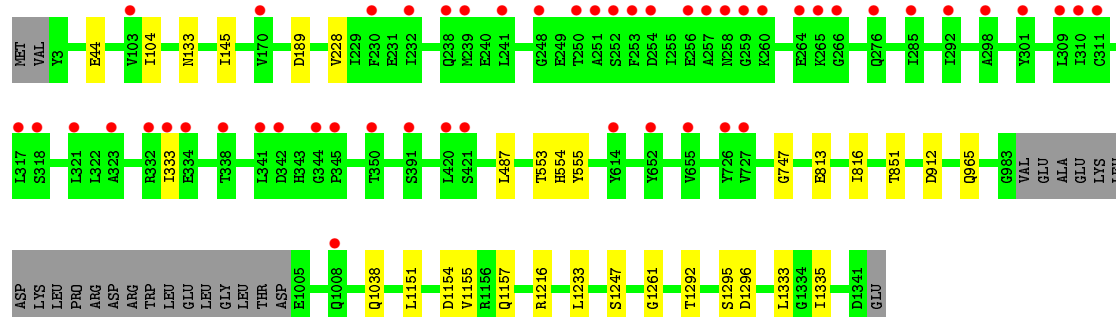 MET VAL Y3 V103 I104 E44 N133 I145 V170 D189 V228 I229 F230 E231 I232 Q238 M239 E240 L241 G248 E249 T250 A251 S252 F253 D254 I255 E256 A257 N258 G259 K260 E264 K265 G266 Q276 I285 I292 A298 Y301 L309 I310 C311
L317 S318 L321 L322 A323 R332 I333 E334 T338 L341 D342 H343 G344 P345 T350 S391 L420 S421 L487 T553 H554 Y555 Y614 Y652 V655 Y726 V727 G747 E813 I816 T851 D912 Q965 G983 VAL GLU ALA GLU LYS LEU
ASP LYS LEU PRO ARG ASP ARG TRP LEU GLU LEU GLY LEU THR ASP E1005 Q1008 Q1038 L1151 D1154 V1155 R1156 Q1157 R1216 L1233 S1247 G1261 T1292 S1295 D1296 L1333 G1334 I1335 D1341 GLU